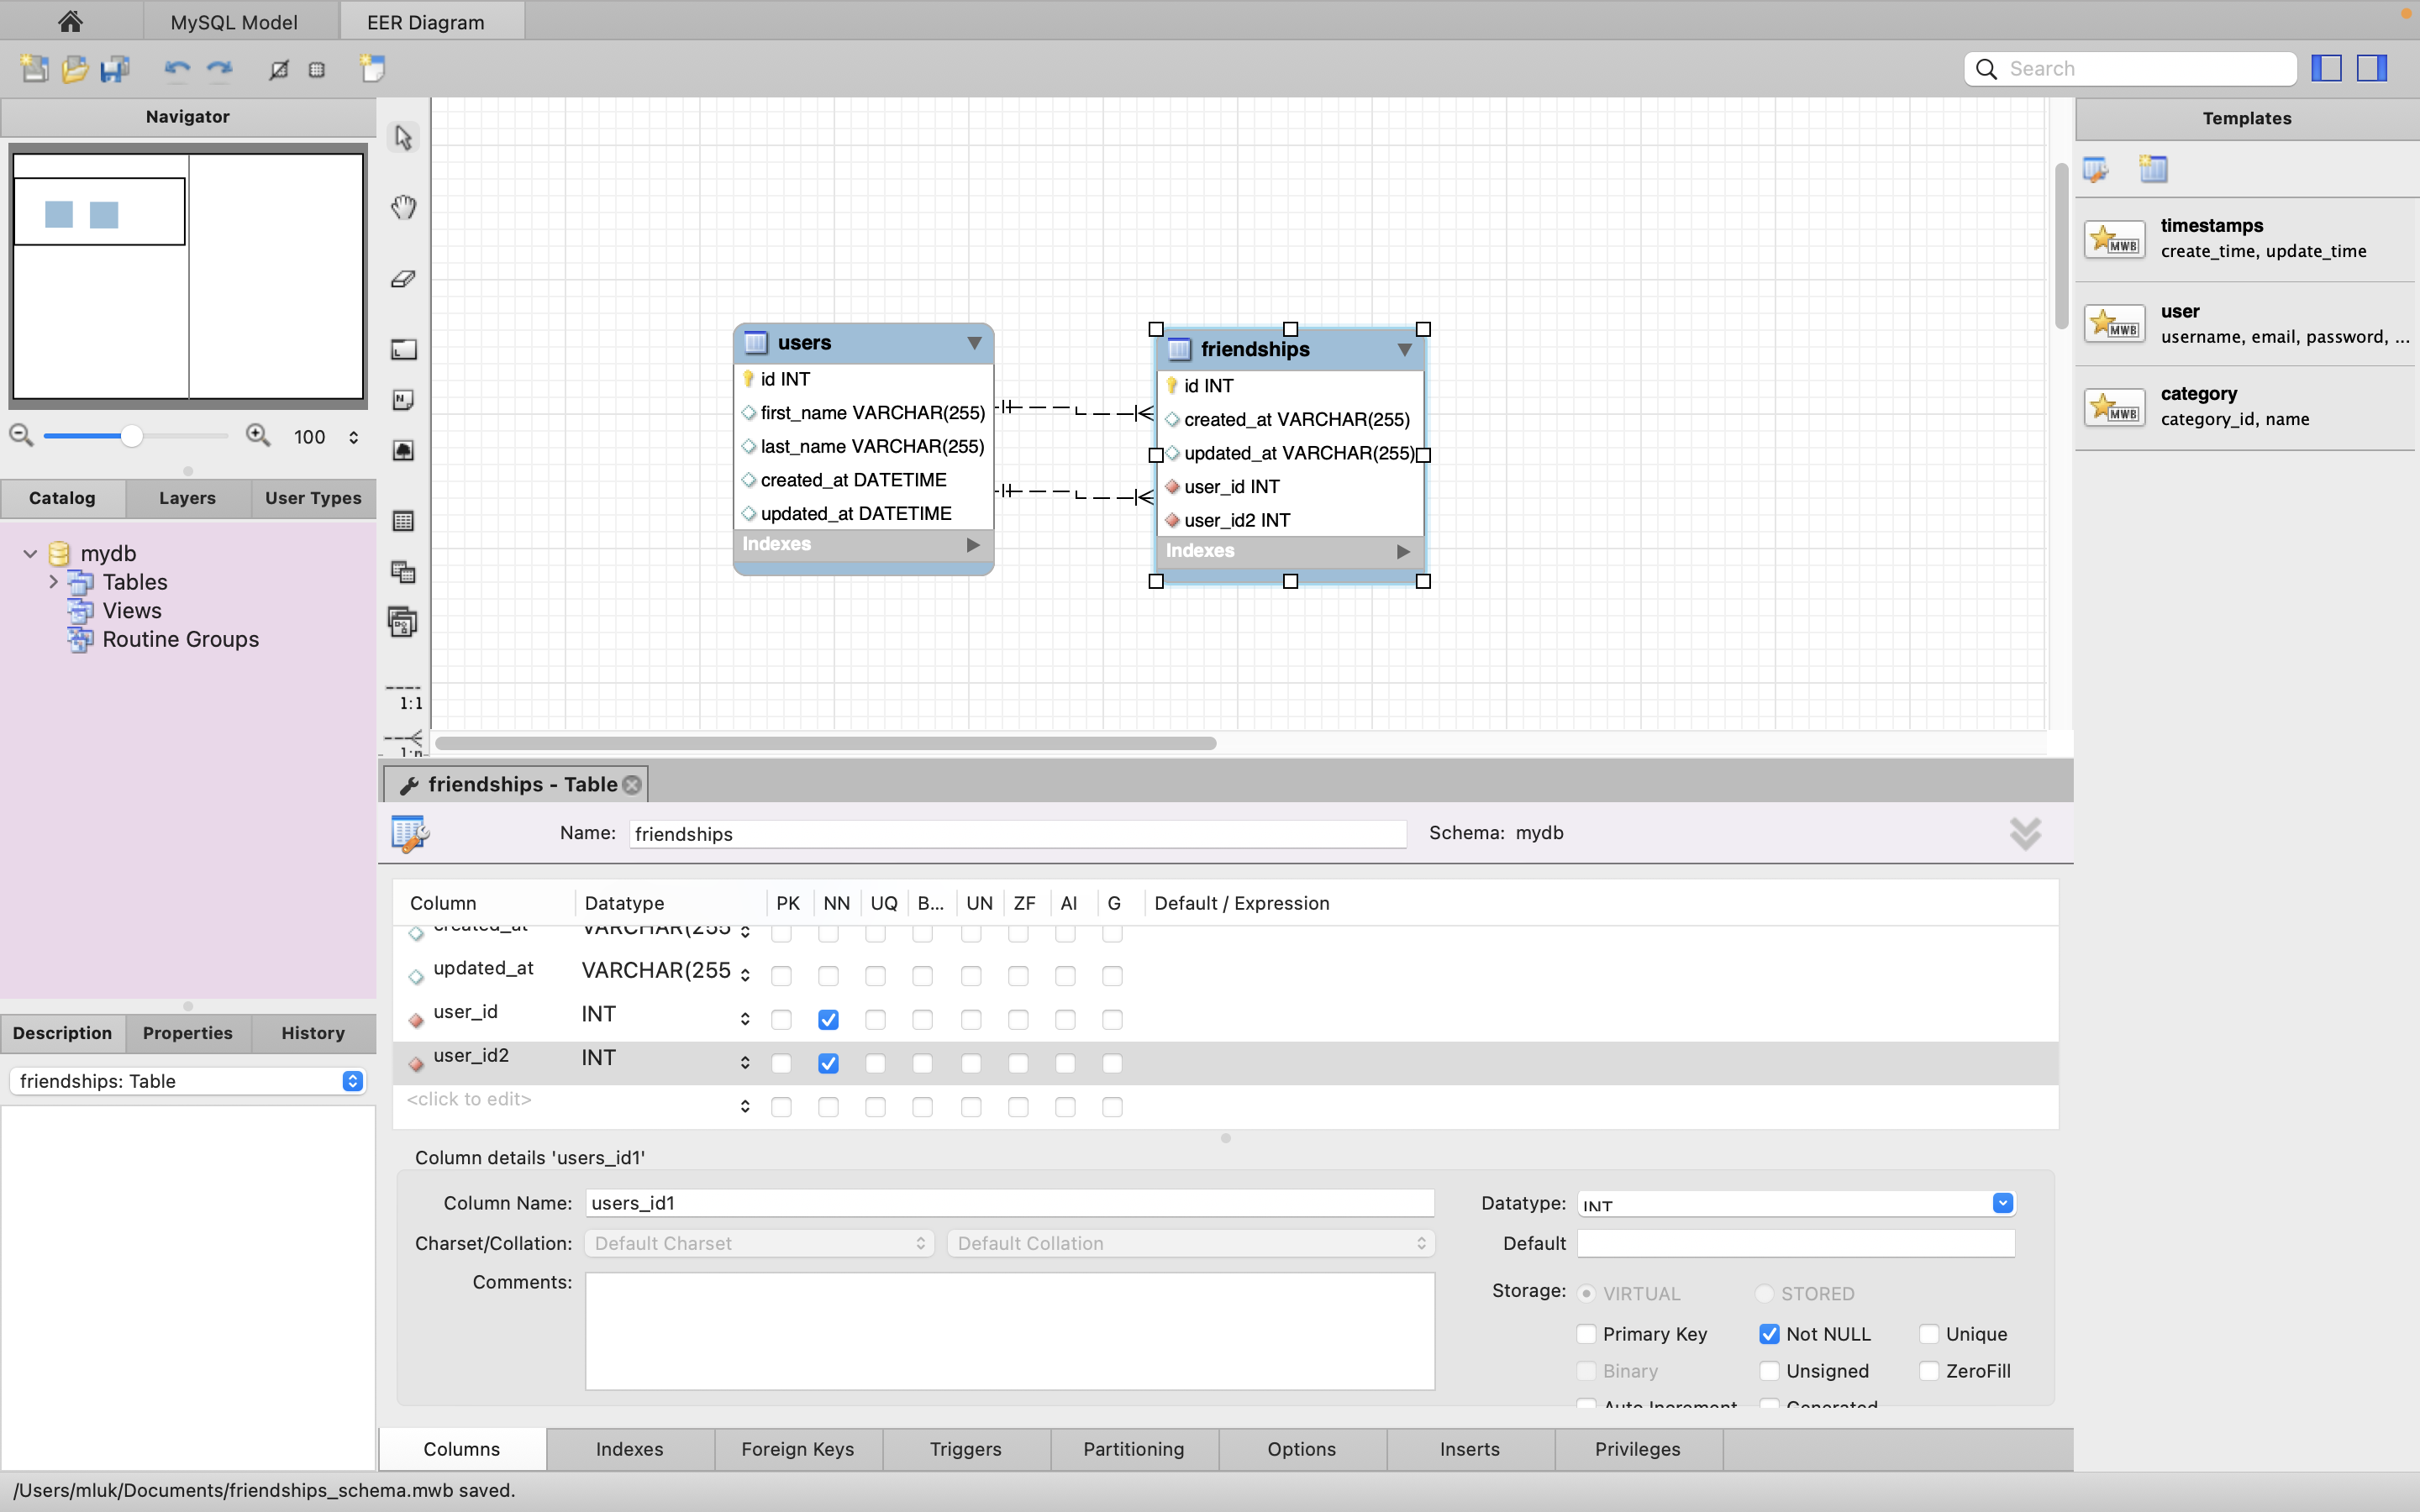 MySQL Model
EER Diagram
Search
Navigator
Templates
timestamps
create_time, update_time
user
username, email, password, ...
category
category_id, name
100
Catalog
Layers
User Types
mydb
Tables
Views
Routine Groups
users
id INT
first_name VARCHAR(255)
last_name VARCHAR(255)
created_at DATETIME
updated_at DATETIME
Indexes
friendships
id INT
created_at VARCHAR(255)
updated_at VARCHAR(255)
user_id INT
user_id2 INT
Indexes
1:1
1:n
friendships - Table
Name: friendships
Schema: mydb
Column Datatype PK NN UQ B... UN ZF AI G Default / Expression
created_at VARCHAR(255
updated_at VARCHAR(255
user_id INT
user_id2 INT
<click to edit>
Column details 'users_id1'
Column Name: users_id1
Datatype: INT
Charset/Collation: Default Charset Default Collation
Default
Comments:
Storage: VIRTUAL STORED
Primary Key Not NULL Unique
Binary Unsigned ZeroFill
Auto Increment Generated
Description
Properties
History
friendships: Table
Columns
Indexes
Foreign Keys
Triggers
Partitioning
Options
Inserts
Privileges
/Users/mluk/Documents/friendships_schema.mwb saved.
MWB
MWB
MWB
N